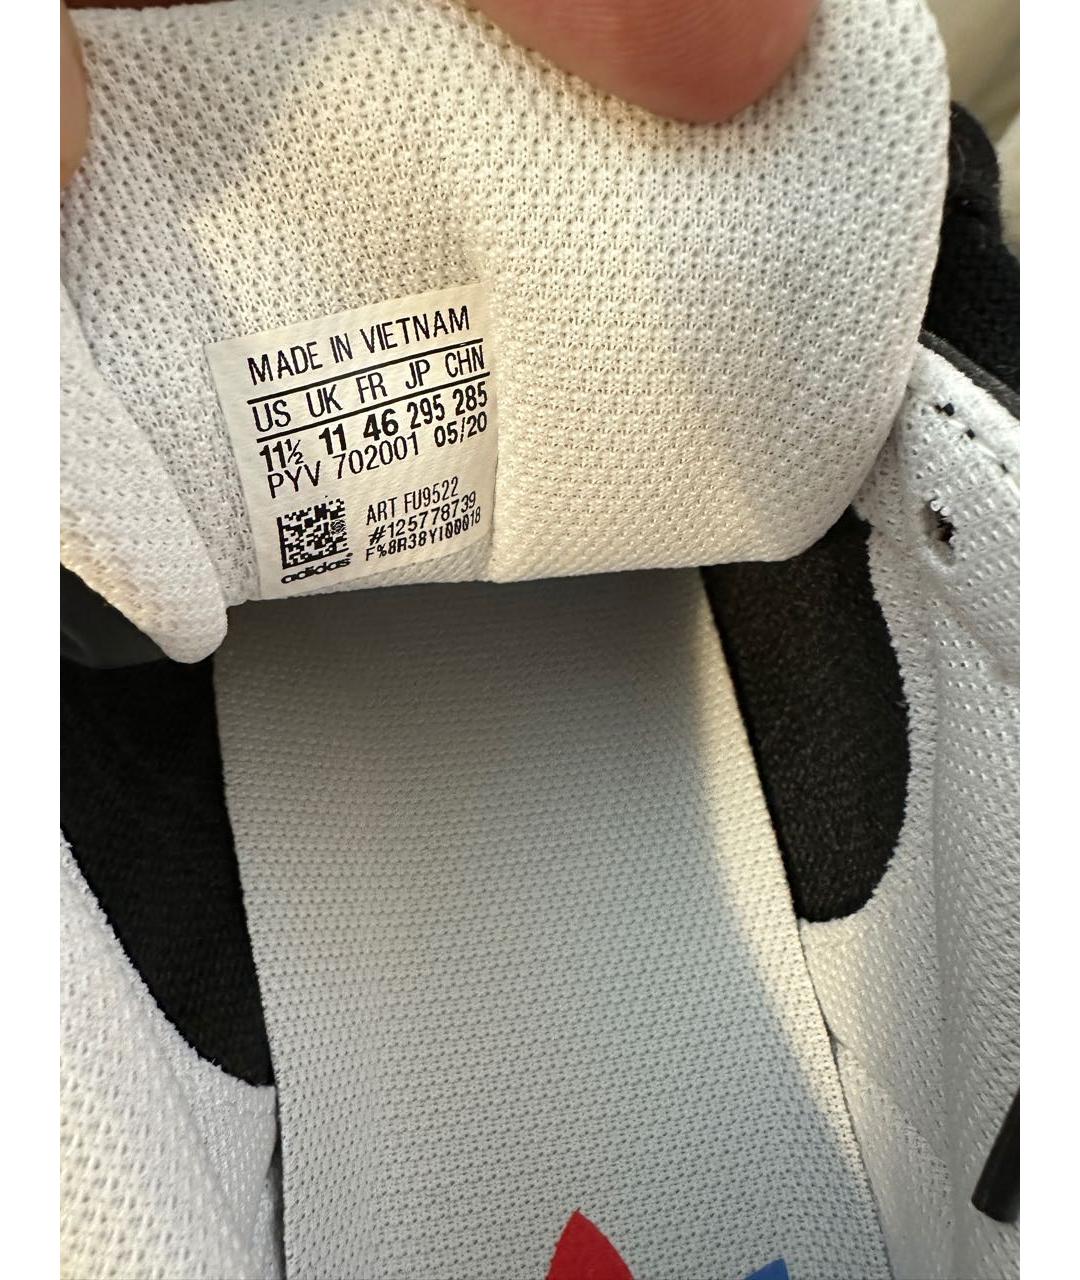 MADE IN VIETNAM
US UK FR JP CHN
11½ 11 46 295 285
PYV 702001 05/20
ART FU9522
#125778739
F%8R38YI00018
adidas